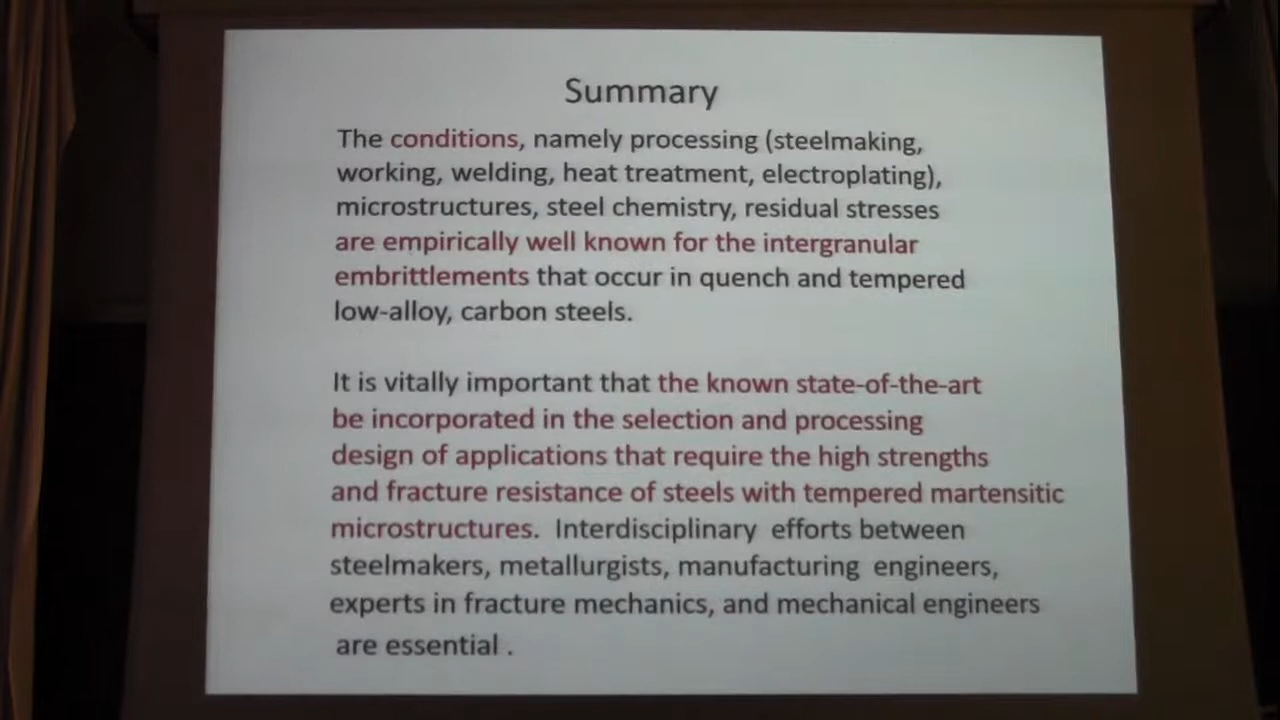 Summary
The conditions, namely processing (steelmaking,
working, welding, heat treatment, electroplating),
microstructures, steel chemistry, residual stresses
are empirically well known for the intergranular
embrittlements that occur in quench and tempered
low-alloy, carbon steels.
It is vitally important that the known state-of-the-art
be incorporated in the selection and processing
design of applications that require the high strengths
and fracture resistance of steels with tempered martensitic
microstructures. Interdisciplinary efforts between
steelmakers, metallurgists, manufacturing engineers,
experts in fracture mechanics, and mechanical engineers
are essential .